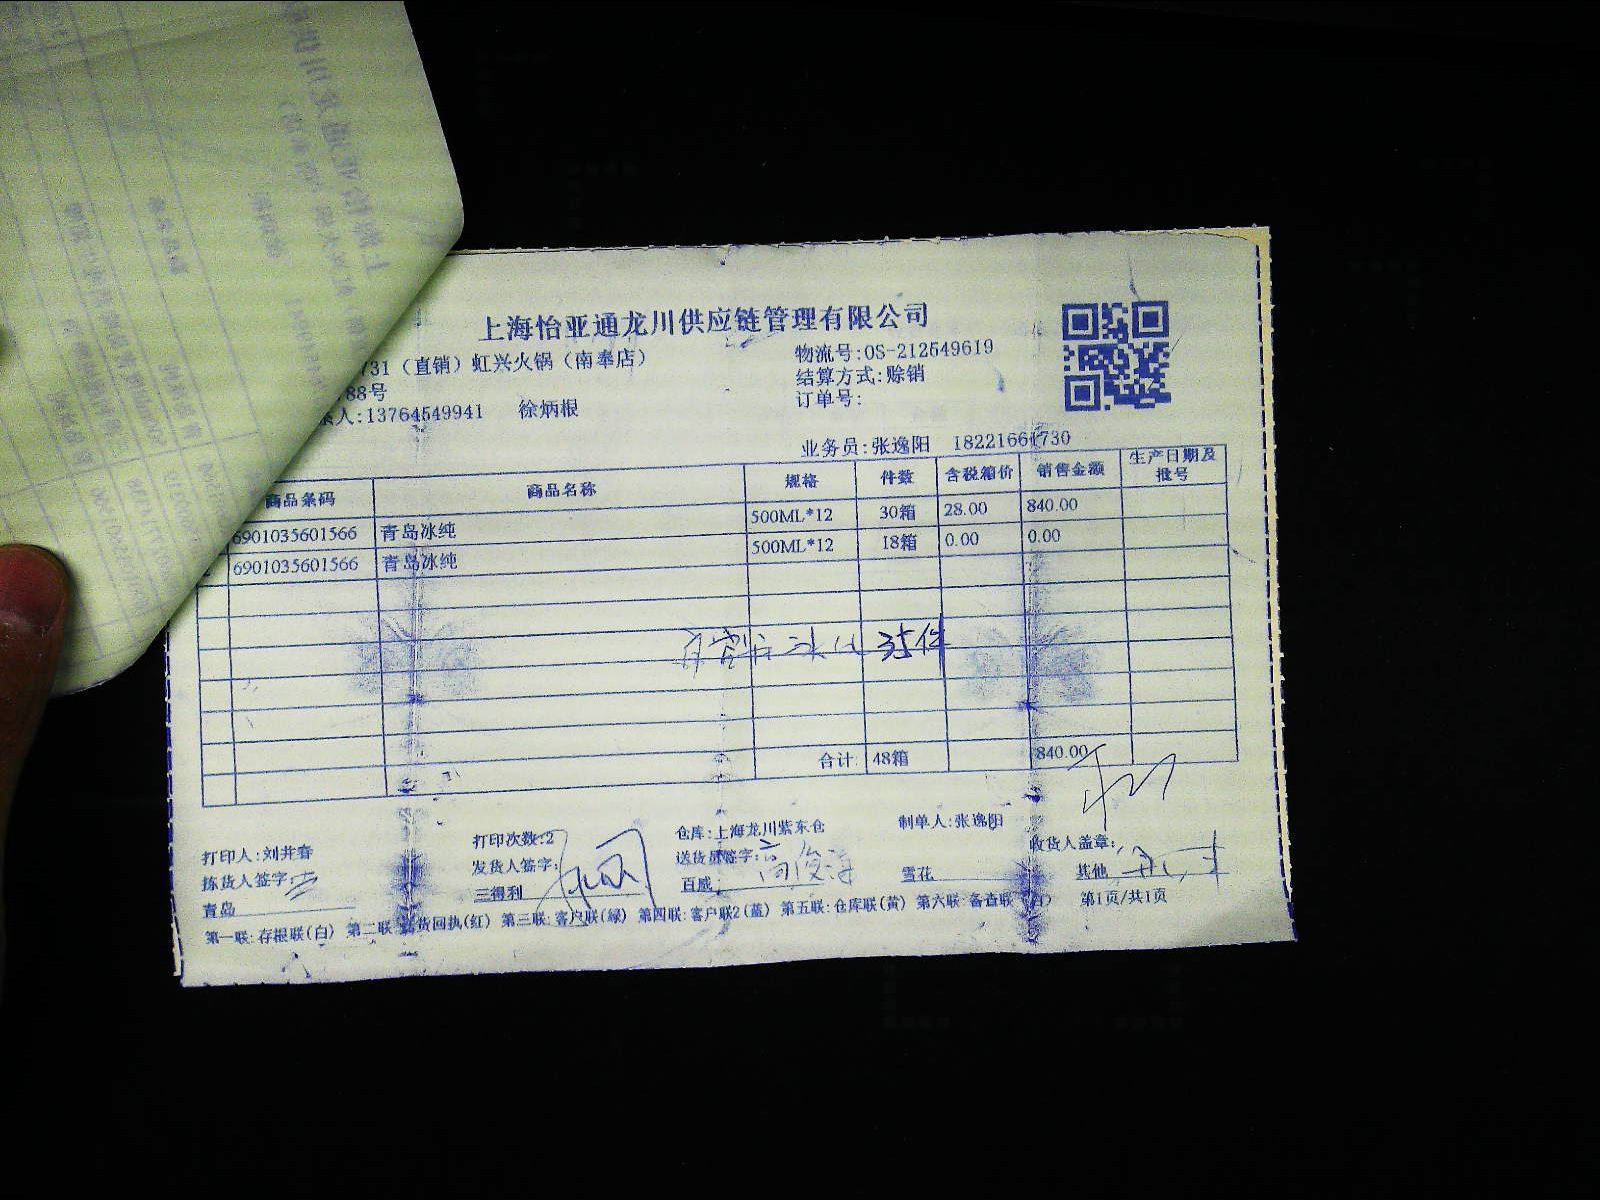 上海怡亚通龙川供应链管理有限公司
731（直销）虹兴火锅（南奉店） 物流号:OS-212549619
88号 结算方式:赊销
人:13764549941 徐炳根 订单号:
业务员:张逸阳 18221661730
商品条码 商品名称 规格 件数 含税箱价 销售金额 生产日期及批号
6901035601566 青岛冰纯 500ML*12 30箱 28.00 840.00
6901035601566 青岛冰纯 500ML*12 18箱 0.00 0.00
35件
合计 48箱 840.00
打印人:刘井春 打印次数:2 仓库:上海龙川紫东仓 制单人:张逸阳
拣货人签字: 发货人签字: 送货员签字: 收货人盖章:
青岛 三得利 百威 雪花 其他
第一联:存根联(白) 第二联:货回执(红) 第三联:客户联(绿) 第四联:客户联2(蓝) 第五联:仓库联(黄) 第六联:备查联(白) 第1页/共1页